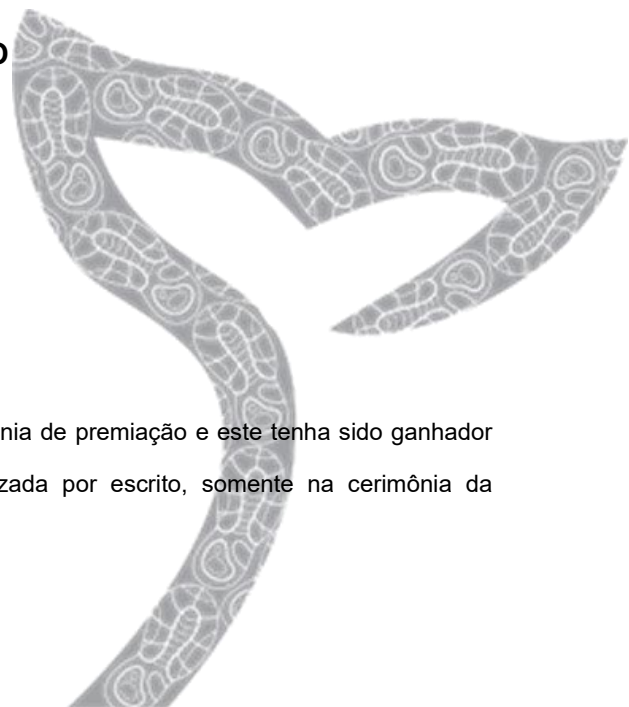 nia de premiação e este tenha sido ganhador
zada por escrito, somente na cerimônia da